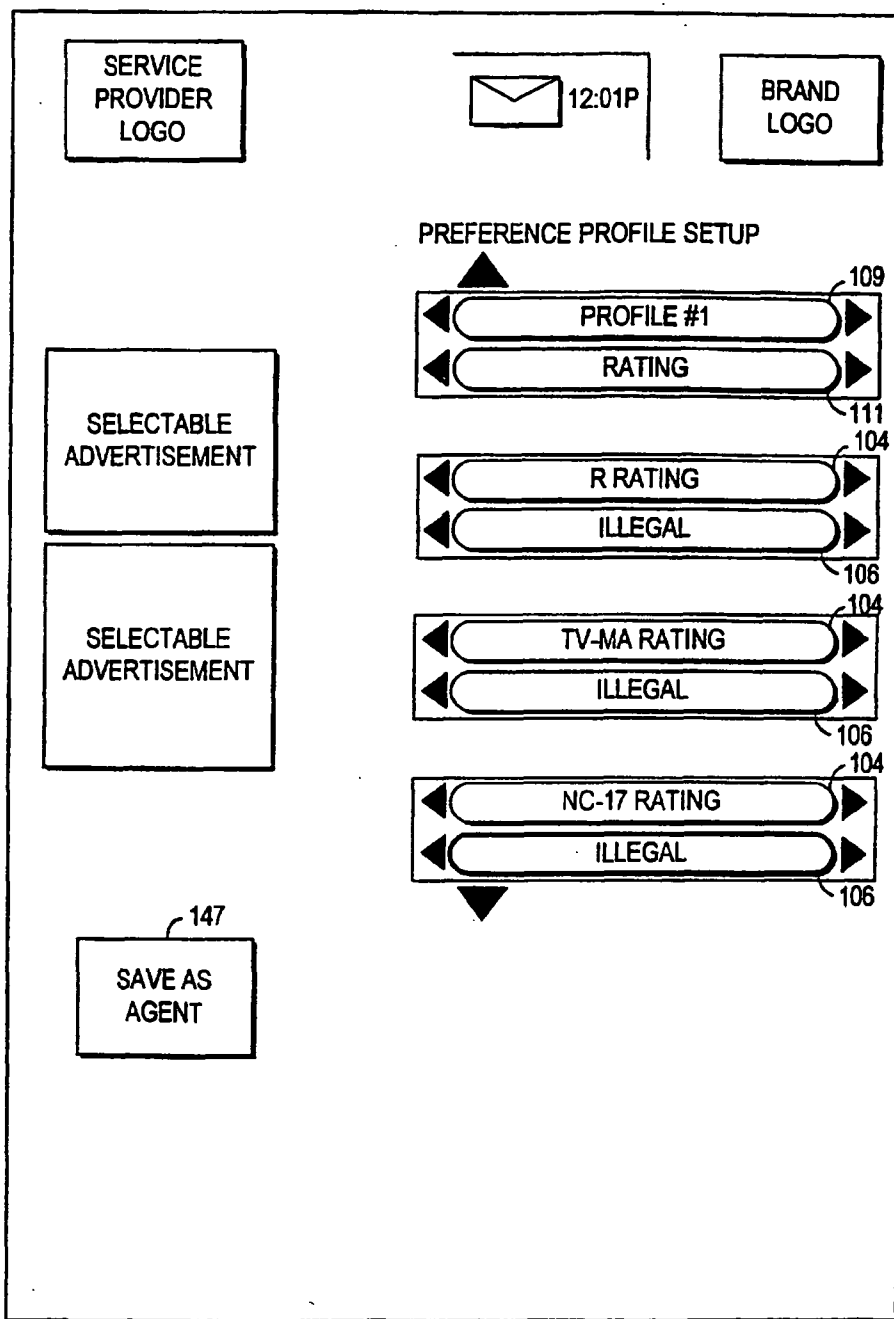 SERVICE
PROVIDER
LOGO
12:01P
BRAND
LOGO
PREFERENCE PROFILE SETUP
109
PROFILE #1
RATING
111
SELECTABLE
ADVERTISEMENT
104
R RATING
ILLEGAL
106
SELECTABLE
ADVERTISEMENT
104
TV-MA RATING
ILLEGAL
106
104
NC-17 RATING
ILLEGAL
106
147
SAVE AS
AGENT